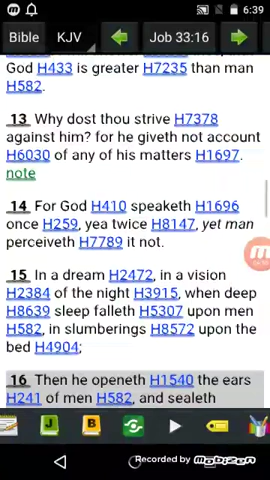 6:39
Bible KJV Job 33:16
God H433 is greater H7235 than man
H582.
13 Why dost thou strive H7378
against him? for he giveth not account
H6030 of any of his matters H1697.
note
14 For God H410 speaketh H1696
once H259, yea twice H8147, yet man
perceiveth H7789 it not.
15 In a dream H2472, in a vision
H2384 of the night H3915, when deep
H8639 sleep falleth H5307 upon men
H582, in slumberings H8572 upon the
bed H4904;
16 Then he openeth H1540 the ears
H241 of men H582, and sealeth
J B
Recorded by mobizen